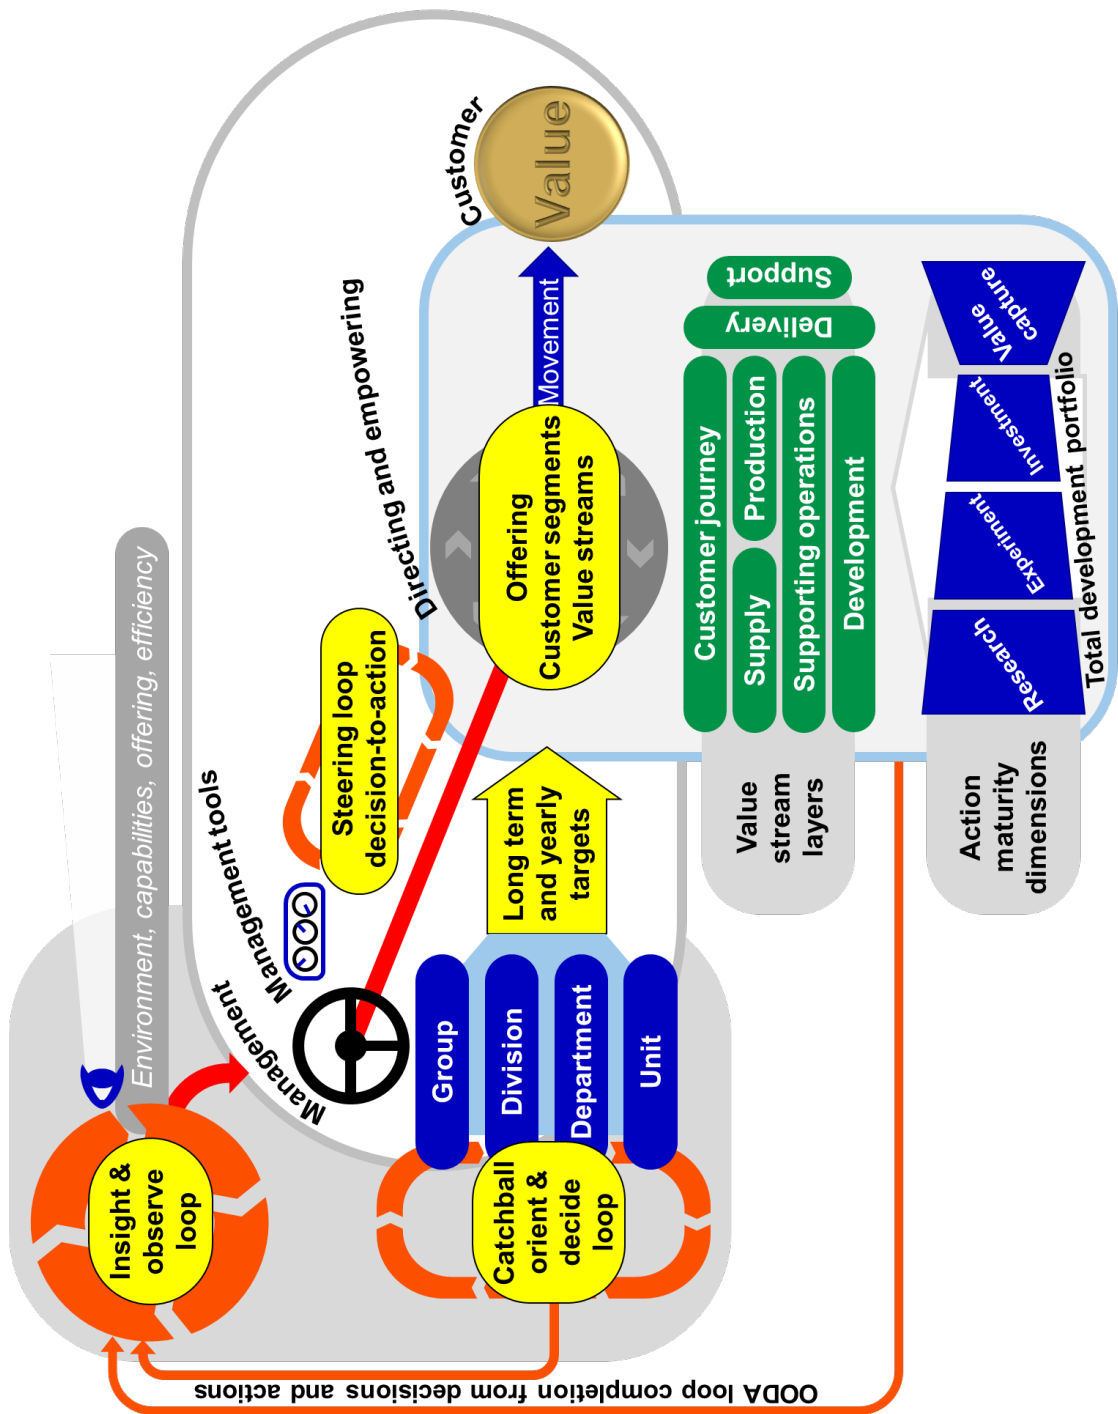 Environment, capabilities, offering, efficiency
Insight &
observe
loop
Management
Management tools
Steering loop
decision-to-action
Directing and empowering
Customer
Value
Movement
Offering
Customer segments
Value streams
Long term
and yearly
targets
Group
Division
Department
Unit
Catchball
orient &
decide
loop
Value
stream
layers
Customer journey
Supply
Production
Supporting operations
Development
Delivery
Support
Action
maturity
dimensions
Research
Experiment
Investment
Value
capture
Total development portfolio
OODA loop completion from decisions and actions